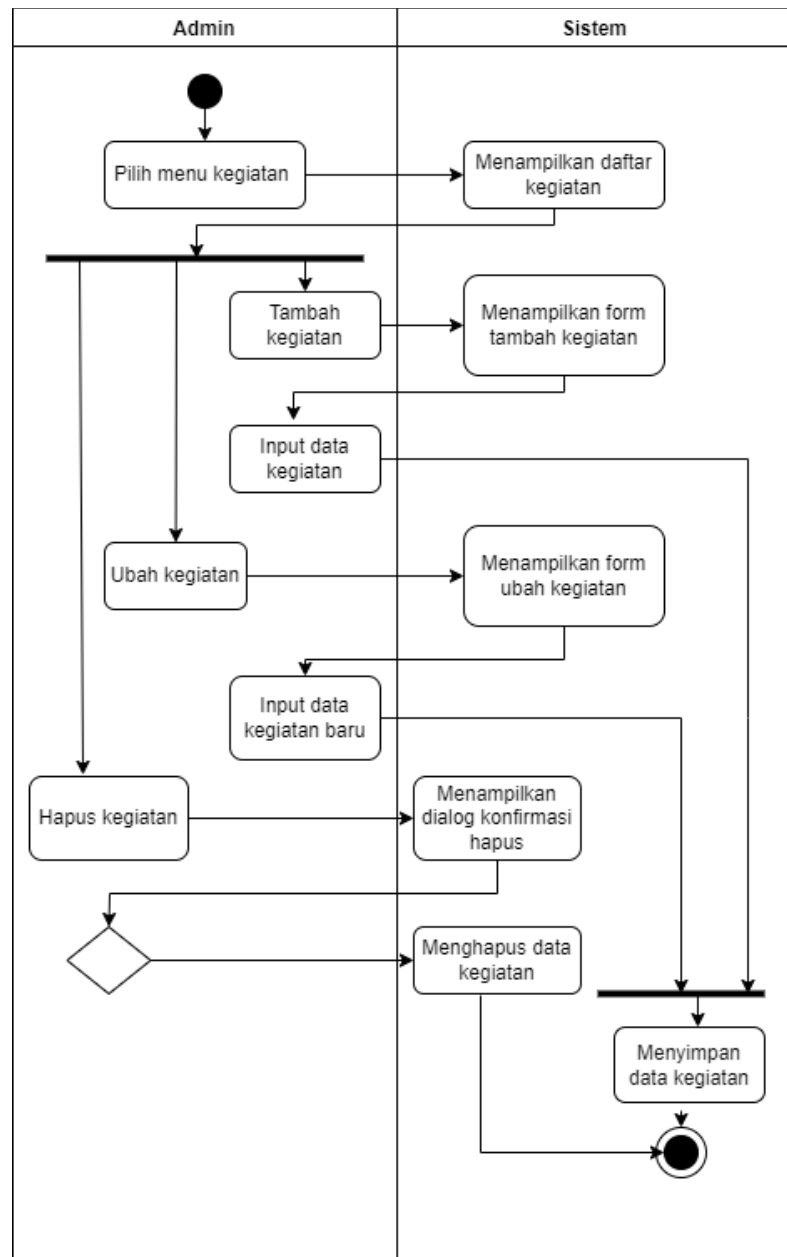 Admin
Sistem
Pilih menu kegiatan
Menampilkan daftar
kegiatan
Tambah
kegiatan
Menampilkan form
tambah kegiatan
Input data
kegiatan
Ubah kegiatan
Menampilkan form
ubah kegiatan
Input data
kegiatan baru
Hapus kegiatan
Menampilkan
dialog konfirmasi
hapus
Menghapus data
kegiatan
Menyimpan
data kegiatan